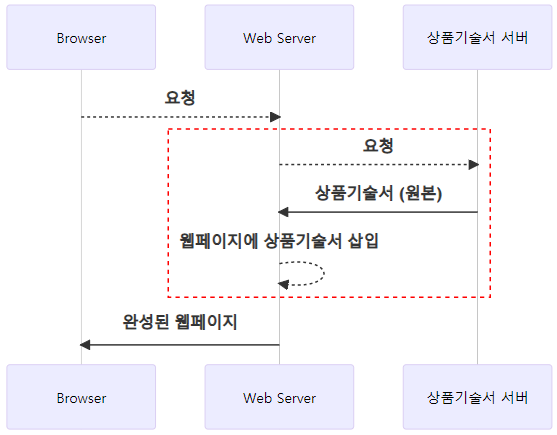 Browser
Web Server
상품기술서 서버
요청
요청
상품기술서 (원본)
웹페이지에 상품기술서 삽입
완성된 웹페이지
Browser
Web Server
상품기술서 서버